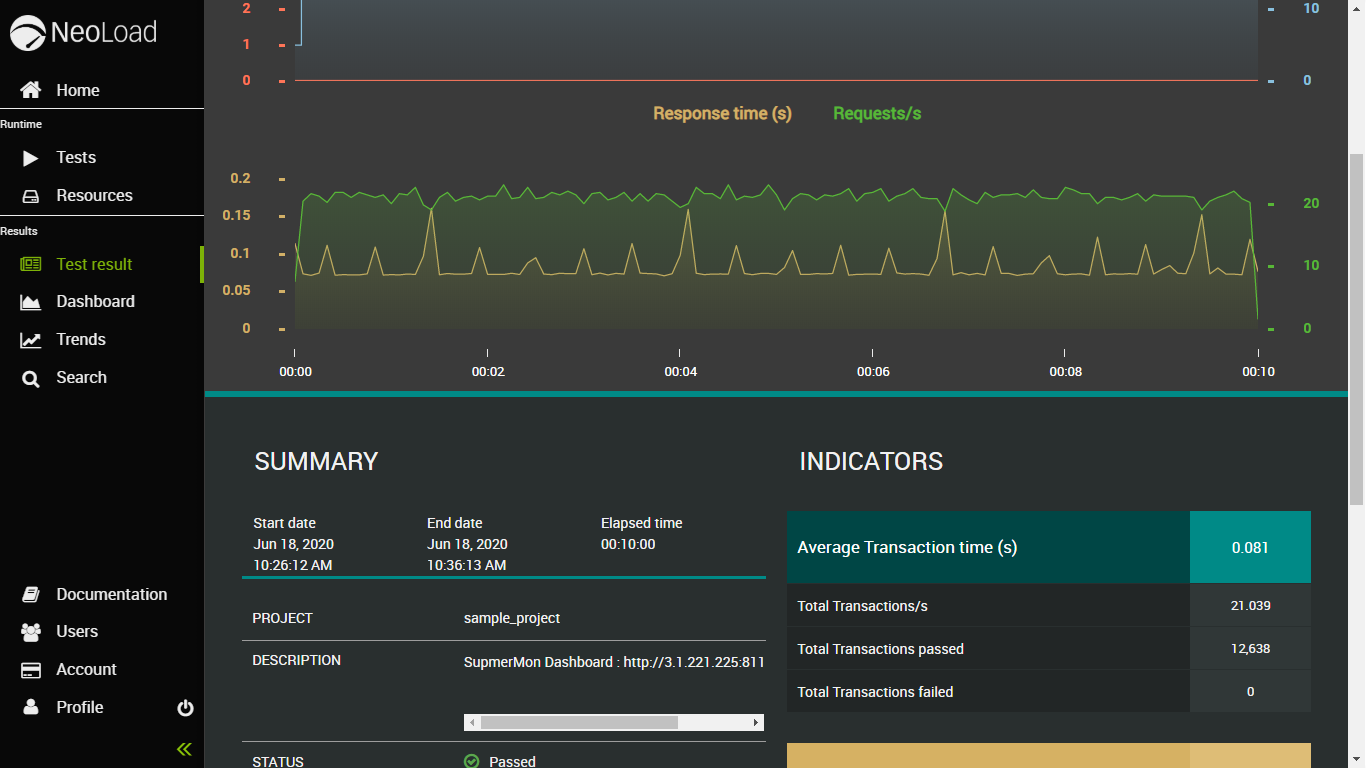 NeoLoad
Home
Runtime
Tests
Resources
Results
Test result
Dashboard
Trends
Search
Documentation
Users
Account
Profile
2
1
0
10
0
Response time (s)
Requests/s
0.2
0.15
0.1
0.05
0
20
10
0
00:00
00:02
00:04
00:06
00:08
00:10
SUMMARY
Start date
End date
Elapsed time
Jun 18, 2020
Jun 18, 2020
00:10:00
10:26:12 AM
10:36:13 AM
PROJECT
sample_project
DESCRIPTION
SupmerMon Dashboard : http://3.1.221.225:811
STATUS
Passed
INDICATORS
Average Transaction time (s)
0.081
Total Transactions/s
21.039
Total Transactions passed
12,638
Total Transactions failed
0